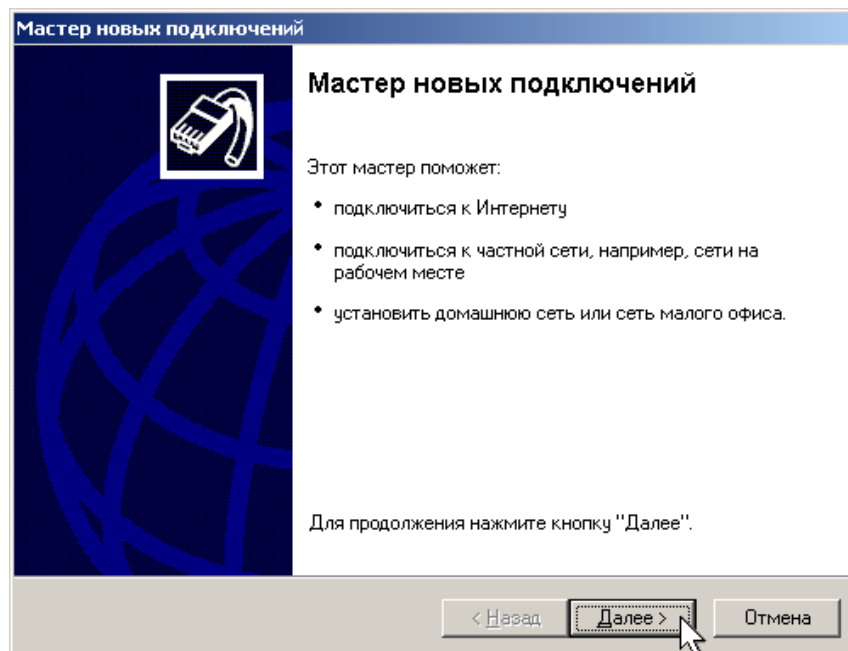 Мастер новых подключений
Мастер новых подключений
Этот мастер поможет:
• подключиться к Интернету
• подключиться к частной сети, например, сети на
рабочем месте
• установить домашнюю сеть или сеть малого офиса.
Для продолжения нажмите кнопку "Далее".
< Назад
Далее >
Отмена